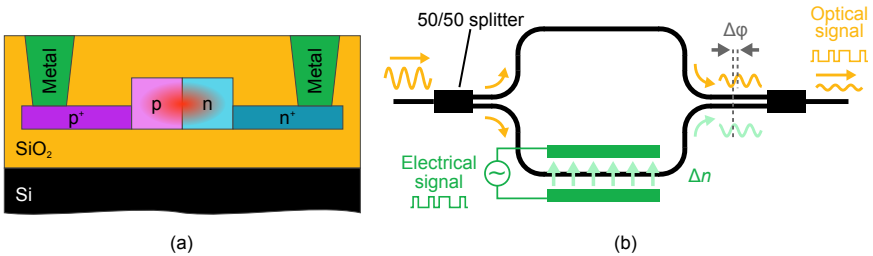 Metal
Metal
p
n
p⁺
n⁺
SiO₂
Si
(a)
50/50 splitter
Δφ
Optical
signal
Electrical
signal
Δn
(b)